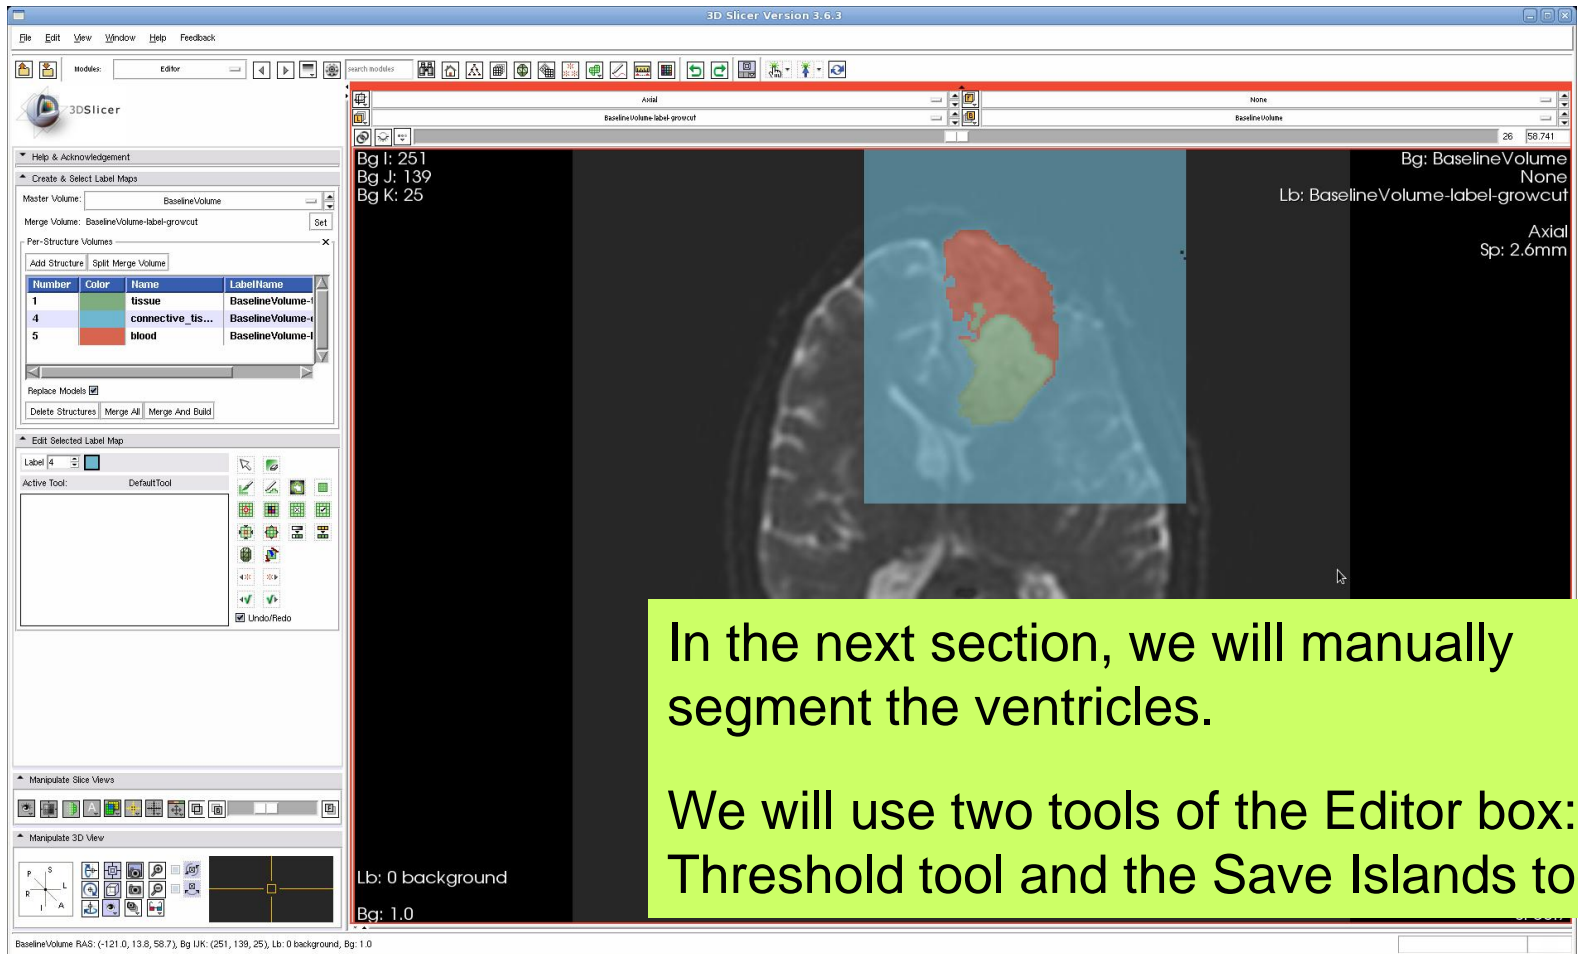 3D Slicer Version 3.6.3
File Edit View Window Help Feedback
Modules: Editor search modules
3DSlicer
Axial None
BaselineVolume-label-growcut BaselineVolume
26 58.741
Help & Acknowledgement
Create & Select Label Maps
Master Volume: BaselineVolume
Merge Volume: BaselineVolume-label-growcut Set
Per-Structure Volumes X
Add Structure Split Merge Volume
Number Color Name LabelName
1 tissue BaselineVolume-
4 connective_tis... BaselineVolume-
5 blood BaselineVolume-
Replace Models
Delete Structures Merge All Merge And Build
Edit Selected Label Map
Label 4
Active Tool: DefaultTool
Undo/Redo
Manipulate Slice Views
Manipulate 3D View
P S
R L
I A
Bg I: 251
Bg J: 139
Bg K: 25
Bg: BaselineVolume
None
Lb: BaselineVolume-label-growcut
Axial
Sp: 2.6mm
Lb: 0 background
Bg: 1.0
In the next section, we will manually
segment the ventricles.
We will use two tools of the Editor box:
Threshold tool and the Save Islands to
BaselineVolume RAS: (-121.0, 13.8, 58.7), Bg IJK: (251, 139, 25), Lb: 0 background, Bg: 1.0